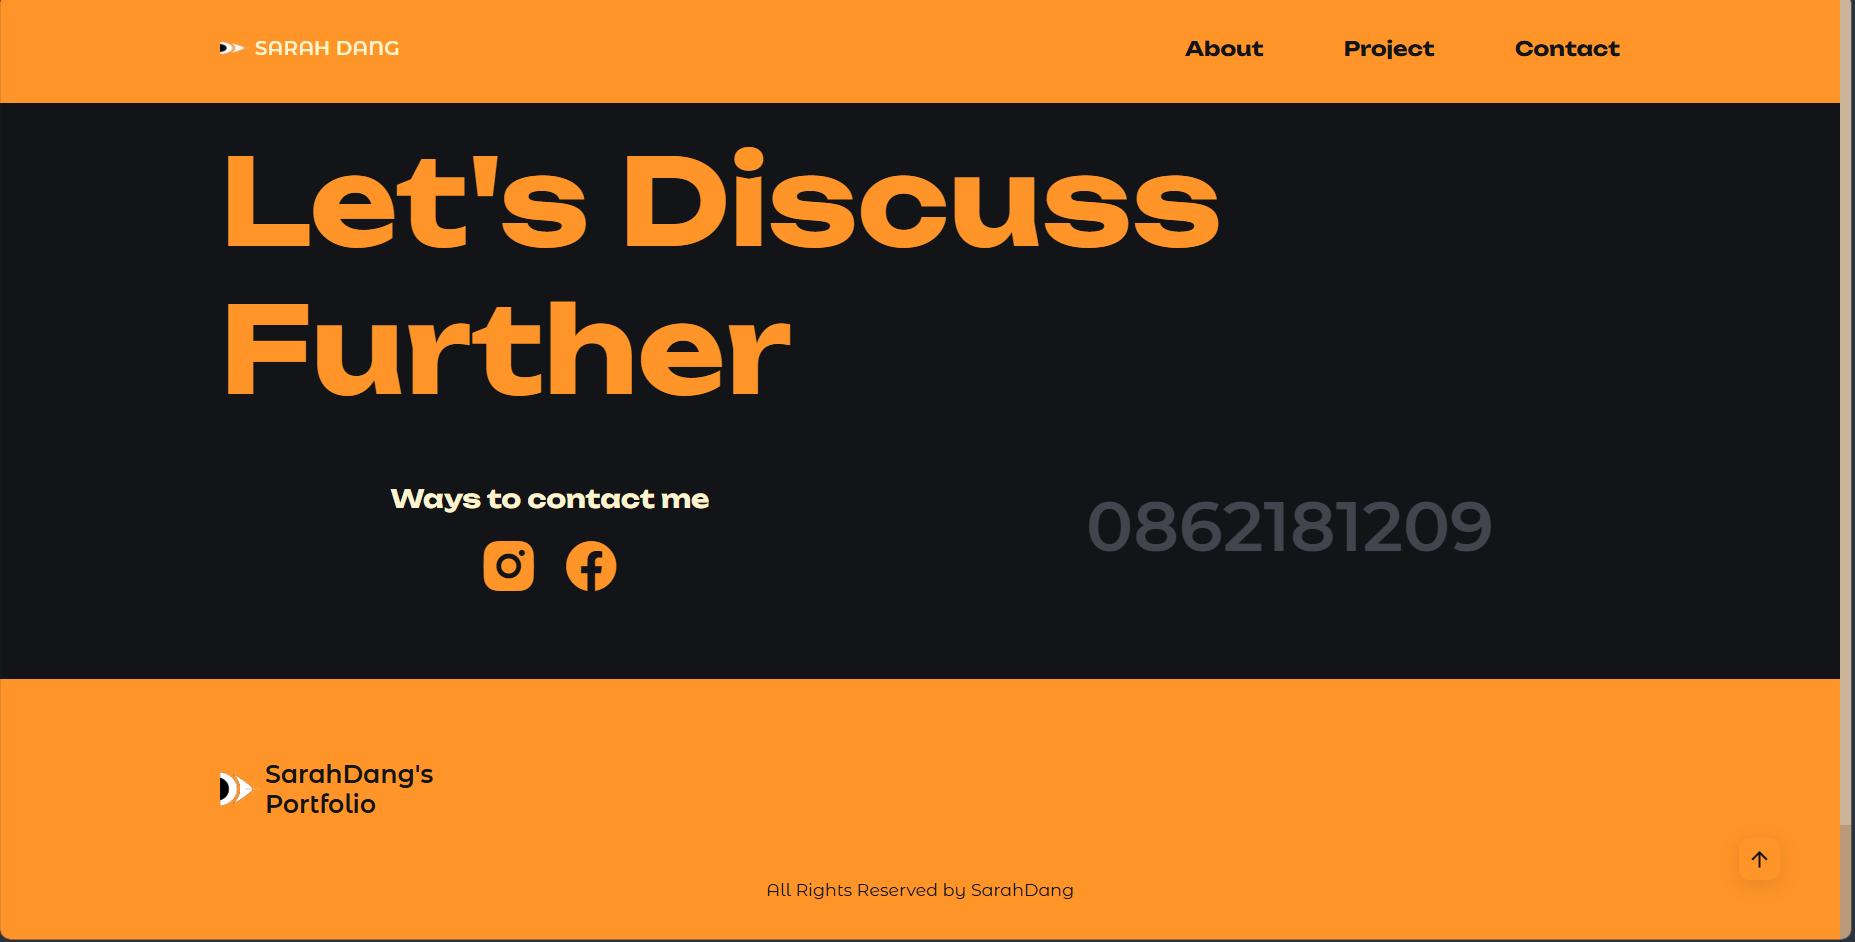 SARAH DANG
About Project Contact
Let's Discuss
Further
Ways to contact me
0862181209
SarahDang's
Portfolio
All Rights Reserved by SarahDang